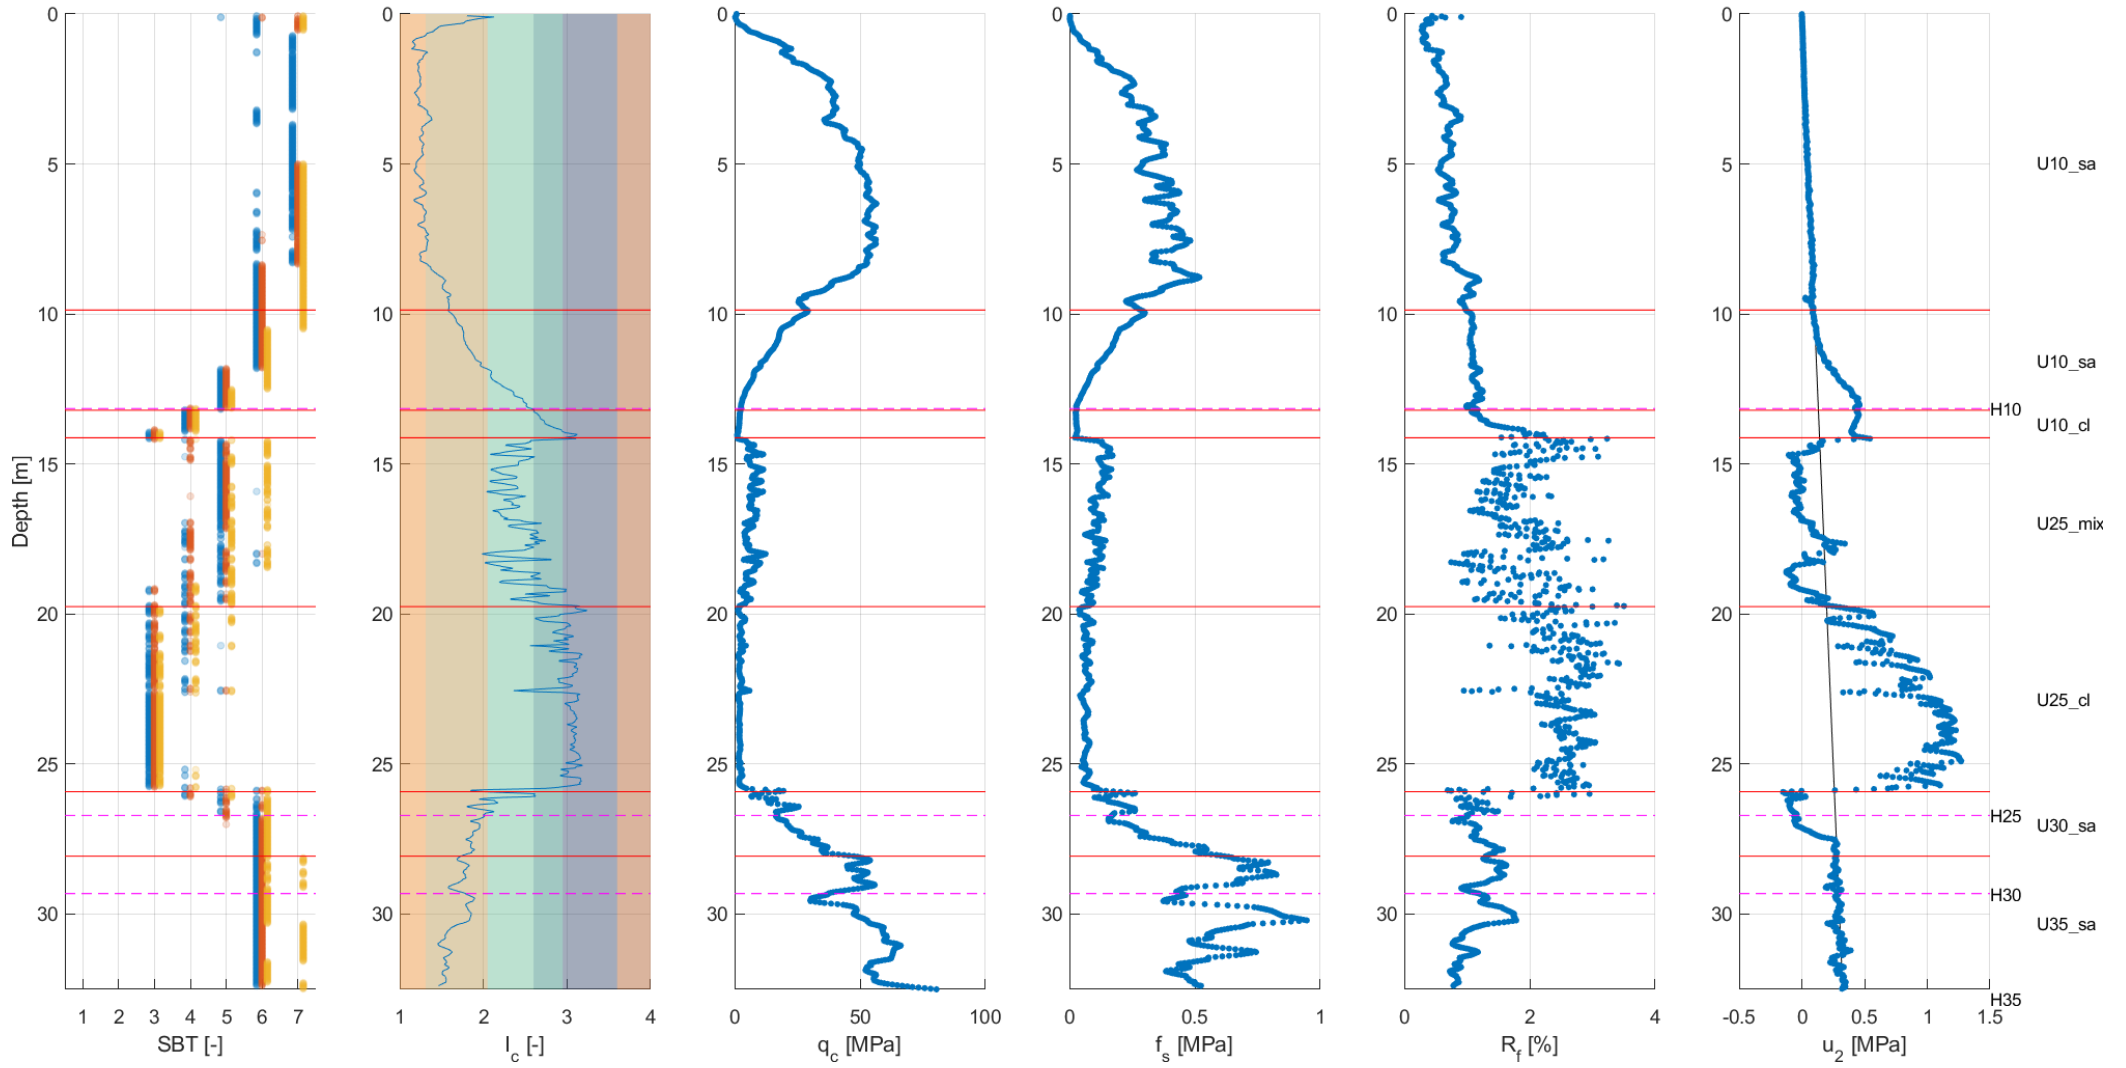 0
5
10
15
20
25
30
Depth [m]
1 2 3 4 5 6 7
SBT [-]
0
5
10
15
20
25
30
1 2 3 4
I_c [-]
0
5
10
15
20
25
30
0 50 100
q_c [MPa]
0
5
10
15
20
25
30
0 0.5 1
f_s [MPa]
0
5
10
15
20
25
30
0 2 4
R_f [%]
0
5
10
15
20
25
30
-0.5 0 0.5 1 1.5
u_2 [MPa]
U10_sa
U10_sa
H10
U10_cl
U25_mix
U25_cl
H25
U30_sa
H30
U35_sa
H35